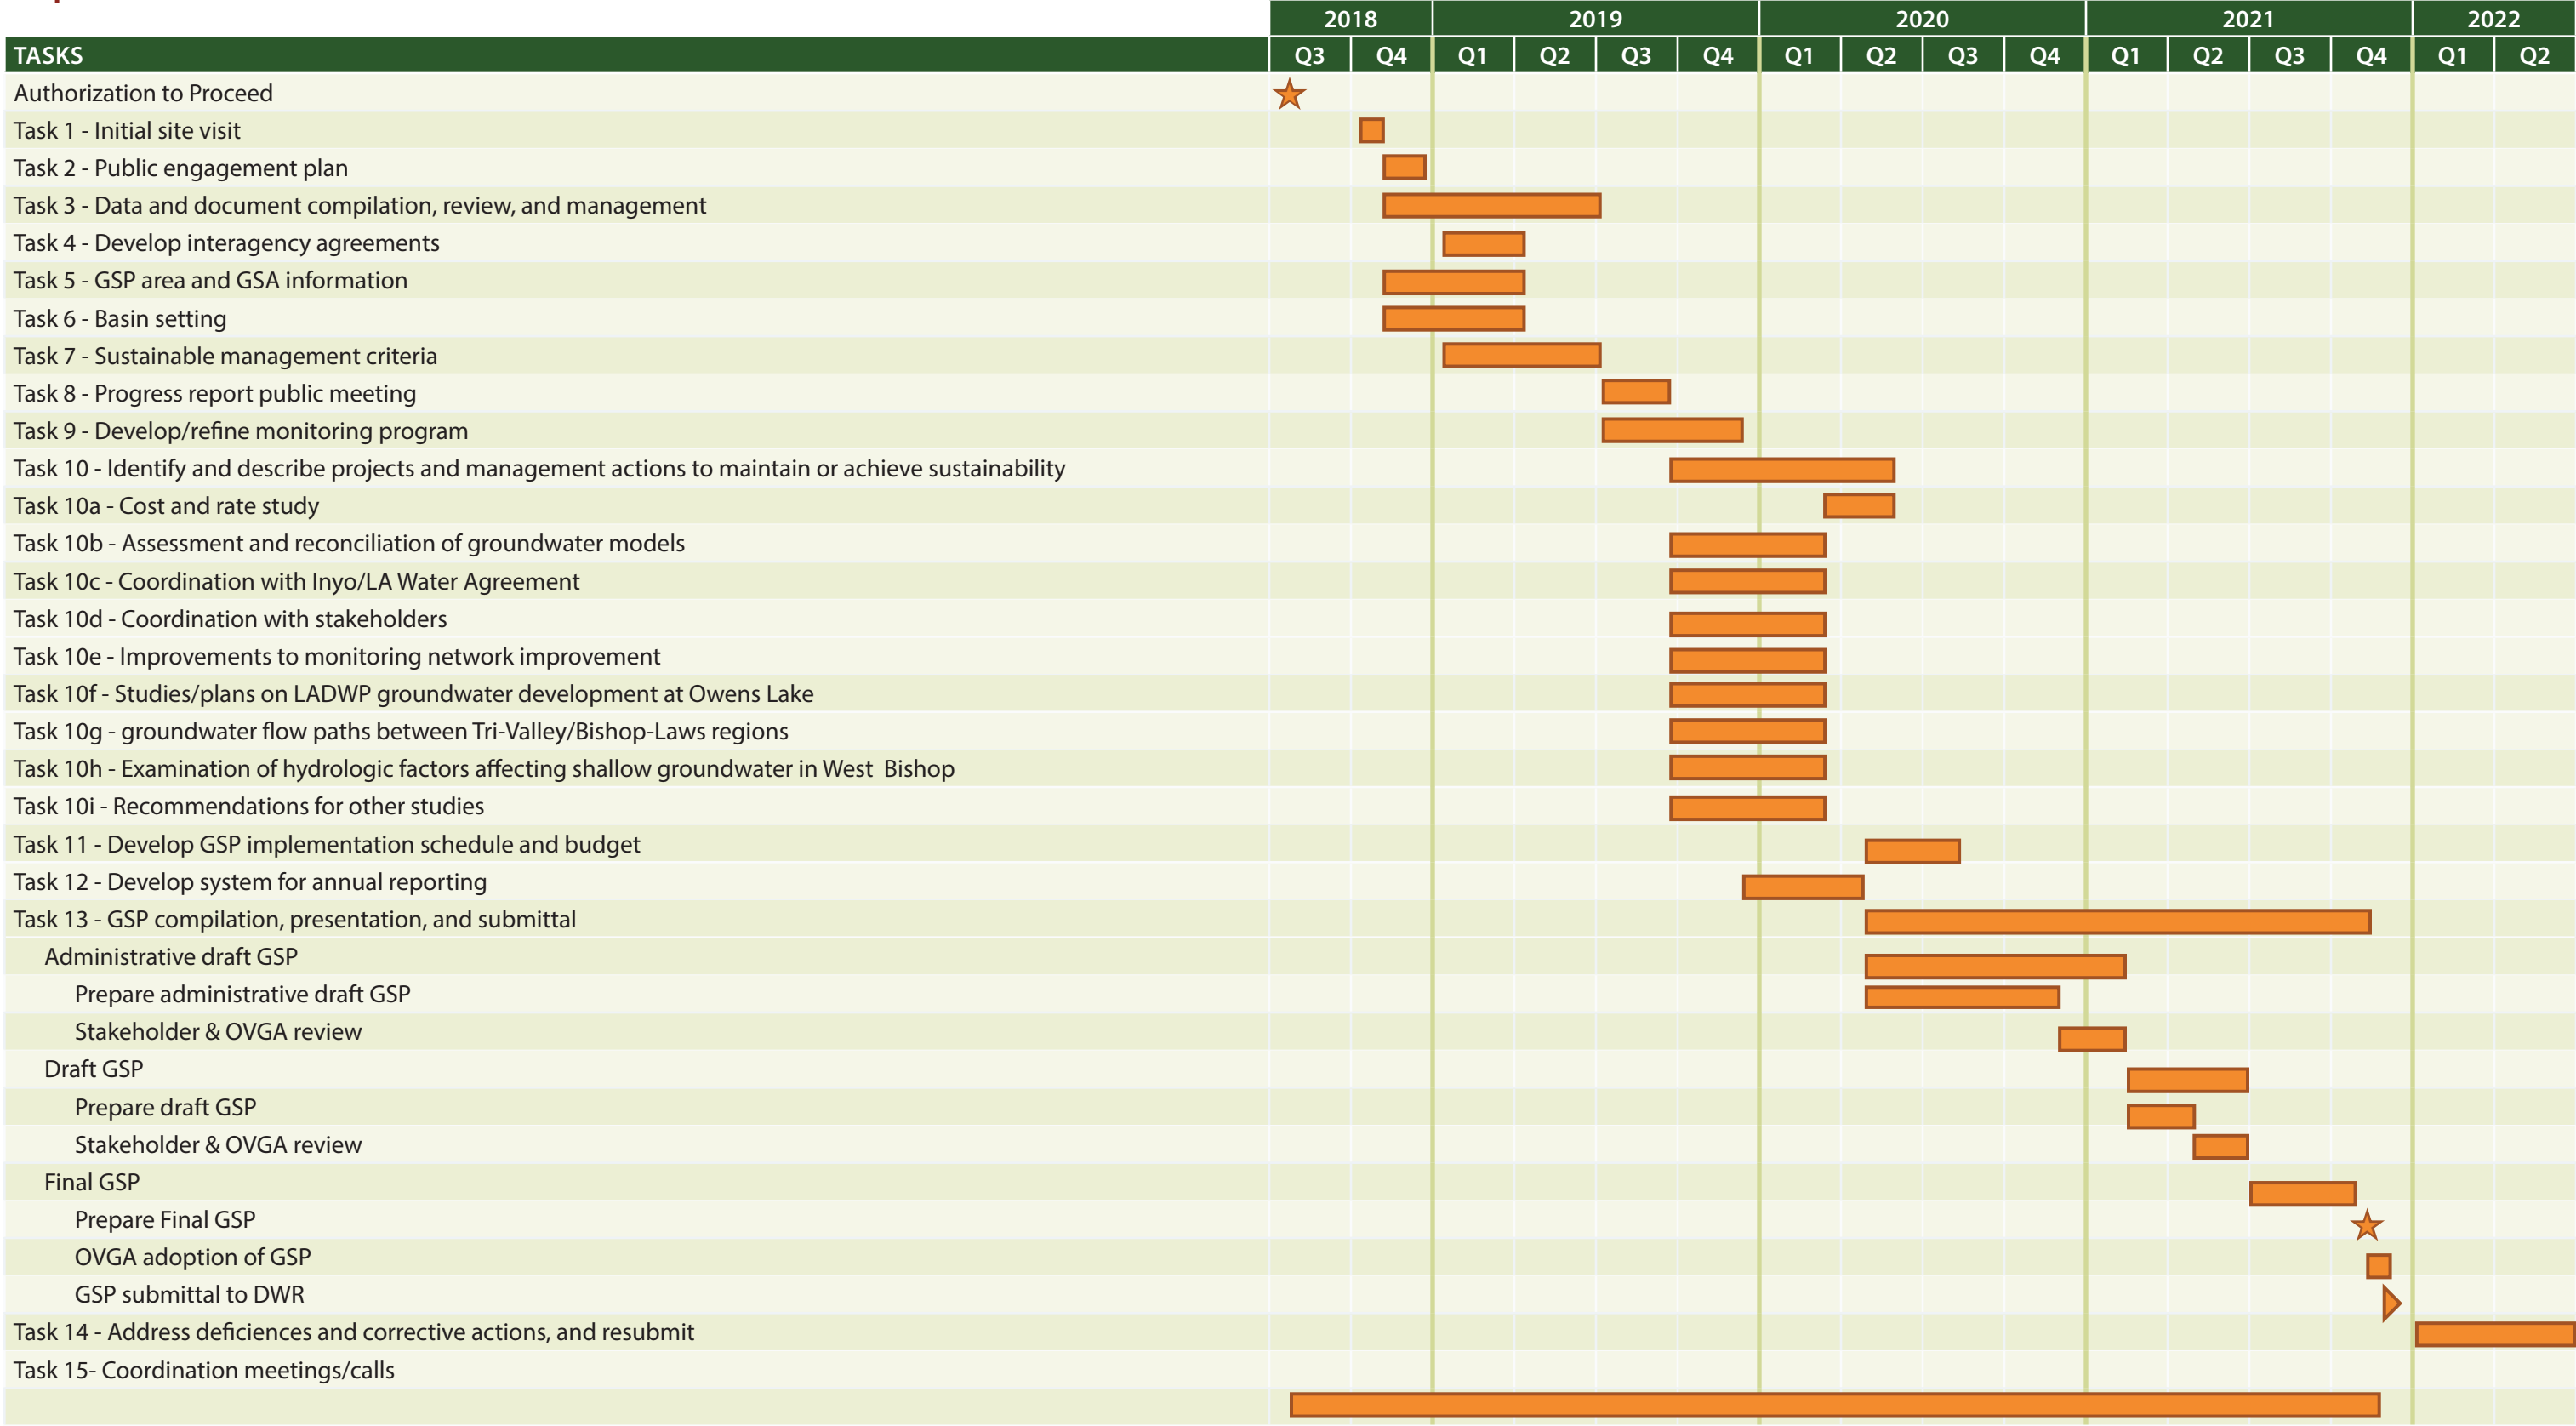 2018 2019 2020 2021 2022
TASKS Q3 Q4 Q1 Q2 Q3 Q4 Q1 Q2 Q3 Q4 Q1 Q2 Q3 Q4 Q1 Q2
Authorization to Proceed
Task 1 - Initial site visit
Task 2 - Public engagement plan
Task 3 - Data and document compilation, review, and management
Task 4 - Develop interagency agreements
Task 5 - GSP area and GSA information
Task 6 - Basin setting
Task 7 - Sustainable management criteria
Task 8 - Progress report public meeting
Task 9 - Develop/refine monitoring program
Task 10 - Identify and describe projects and management actions to maintain or achieve sustainability
Task 10a - Cost and rate study
Task 10b - Assessment and reconciliation of groundwater models
Task 10c - Coordination with Inyo/LA Water Agreement
Task 10d - Coordination with stakeholders
Task 10e - Improvements to monitoring network improvement
Task 10f - Studies/plans on LADWP groundwater development at Owens Lake
Task 10g - groundwater flow paths between Tri-Valley/Bishop-Laws regions
Task 10h - Examination of hydrologic factors affecting shallow groundwater in West  Bishop
Task 10i - Recommendations for other studies
Task 11 - Develop GSP implementation schedule and budget
Task 12 - Develop system for annual reporting
Task 13 - GSP compilation, presentation, and submittal
Administrative draft GSP
Prepare administrative draft GSP
Stakeholder & OVGA review
Draft GSP
Prepare draft GSP
Stakeholder & OVGA review
Final GSP
Prepare Final GSP
OVGA adoption of GSP
GSP submittal to DWR
Task 14 - Address deficiences and corrective actions, and resubmit
Task 15- Coordination meetings/calls